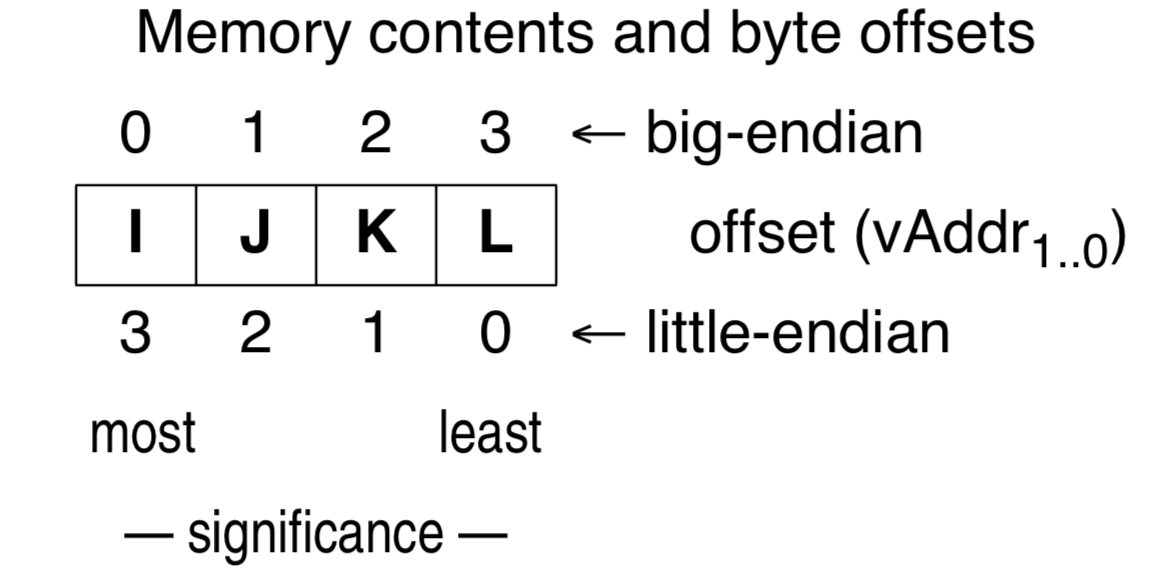 Memory contents and byte offsets
0 1 2 3 ← big-endian
I J K L offset (vAddr₁..₀)
3 2 1 0 ← little-endian
most least
— significance —